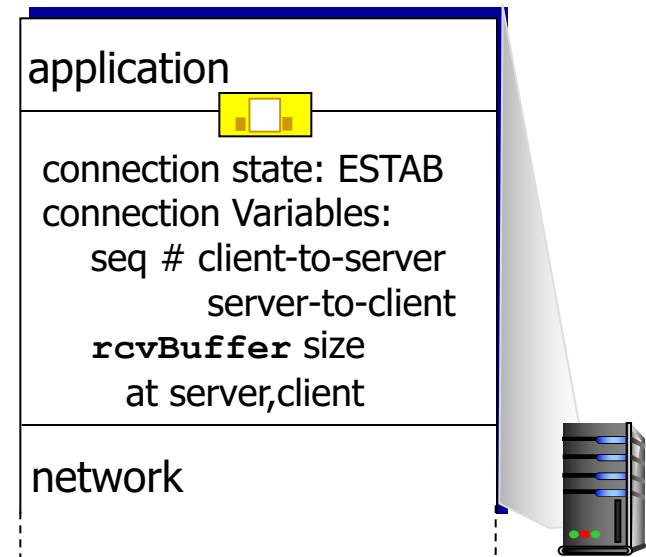 application
connection state: ESTAB
connection Variables:
seq # client-to-server
server-to-client
rcvBuffer size
at server,client
network